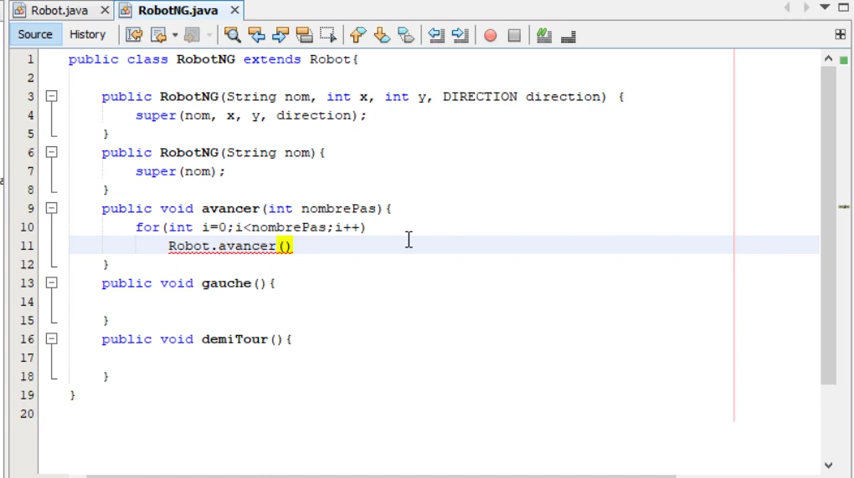 Robot.java RobotNG.java
Source History
1 public class RobotNG extends Robot{
2
3 public RobotNG(String nom, int x, int y, DIRECTION direction) {
4 super(nom, x, y, direction);
5 }
6 public RobotNG(String nom){
7 super(nom);
8 }
9 public void avancer(int nombrePas){
10 for(int i=0;i<nombrePas;i++)
11 Robot.avancer()
12 }
13 public void gauche(){
14
15 }
16 public void demiTour(){
17
18 }
19 }
20